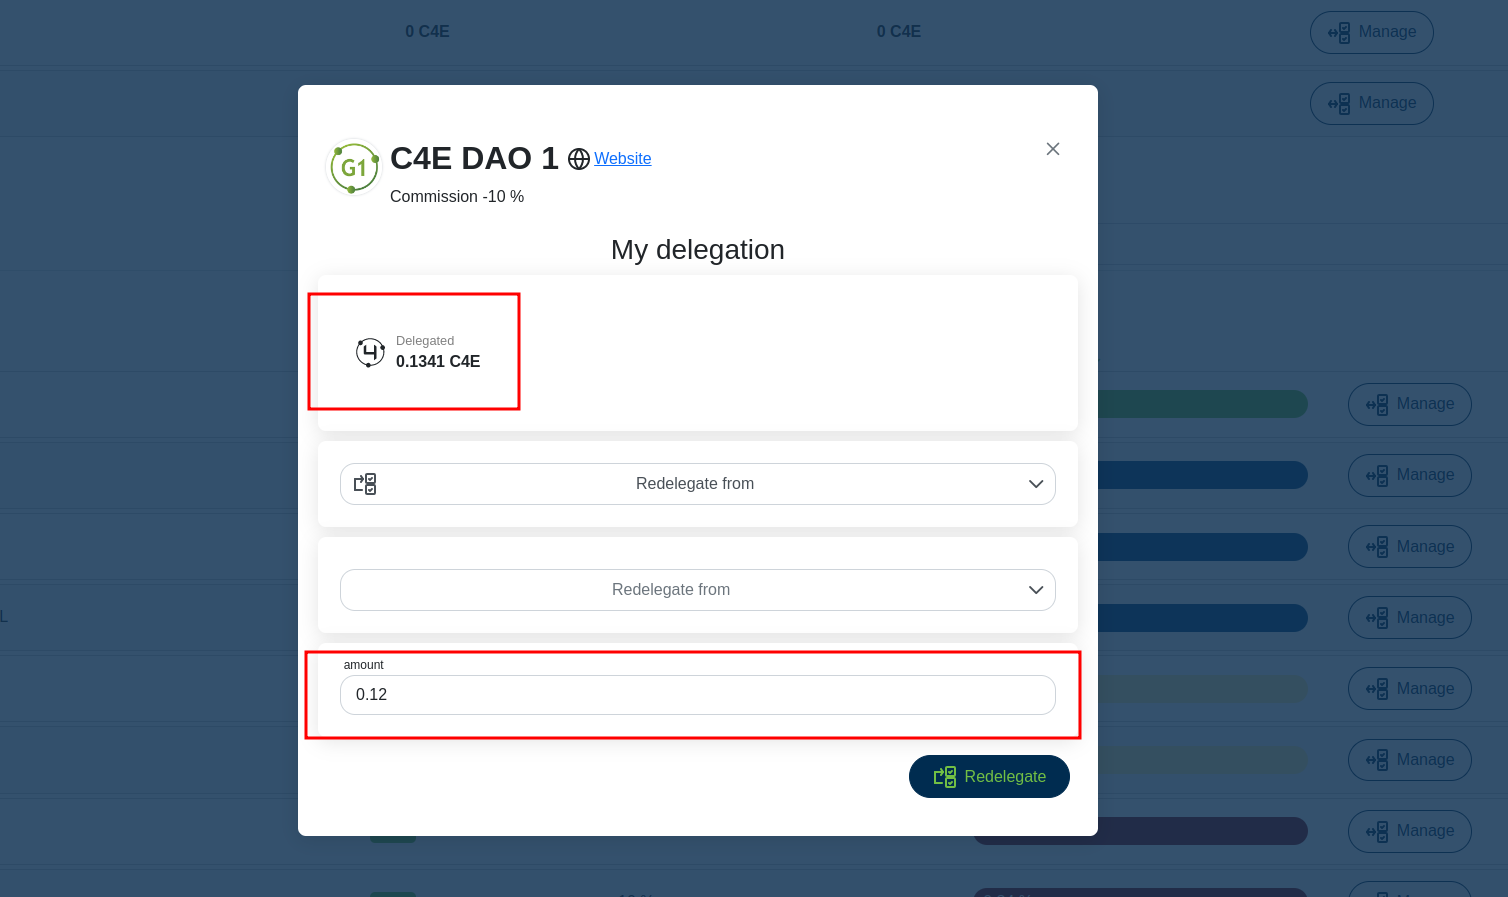 0 C4E
0 C4E
Manage
Manage
G1
C4E DAO 1
Website
Commission -10 %
My delegation
Delegated
0.1341 C4E
Manage
Redelegate from
Manage
Manage
Redelegate from
L
Manage
amount
0.12
Manage
Manage
Redelegate
Manage